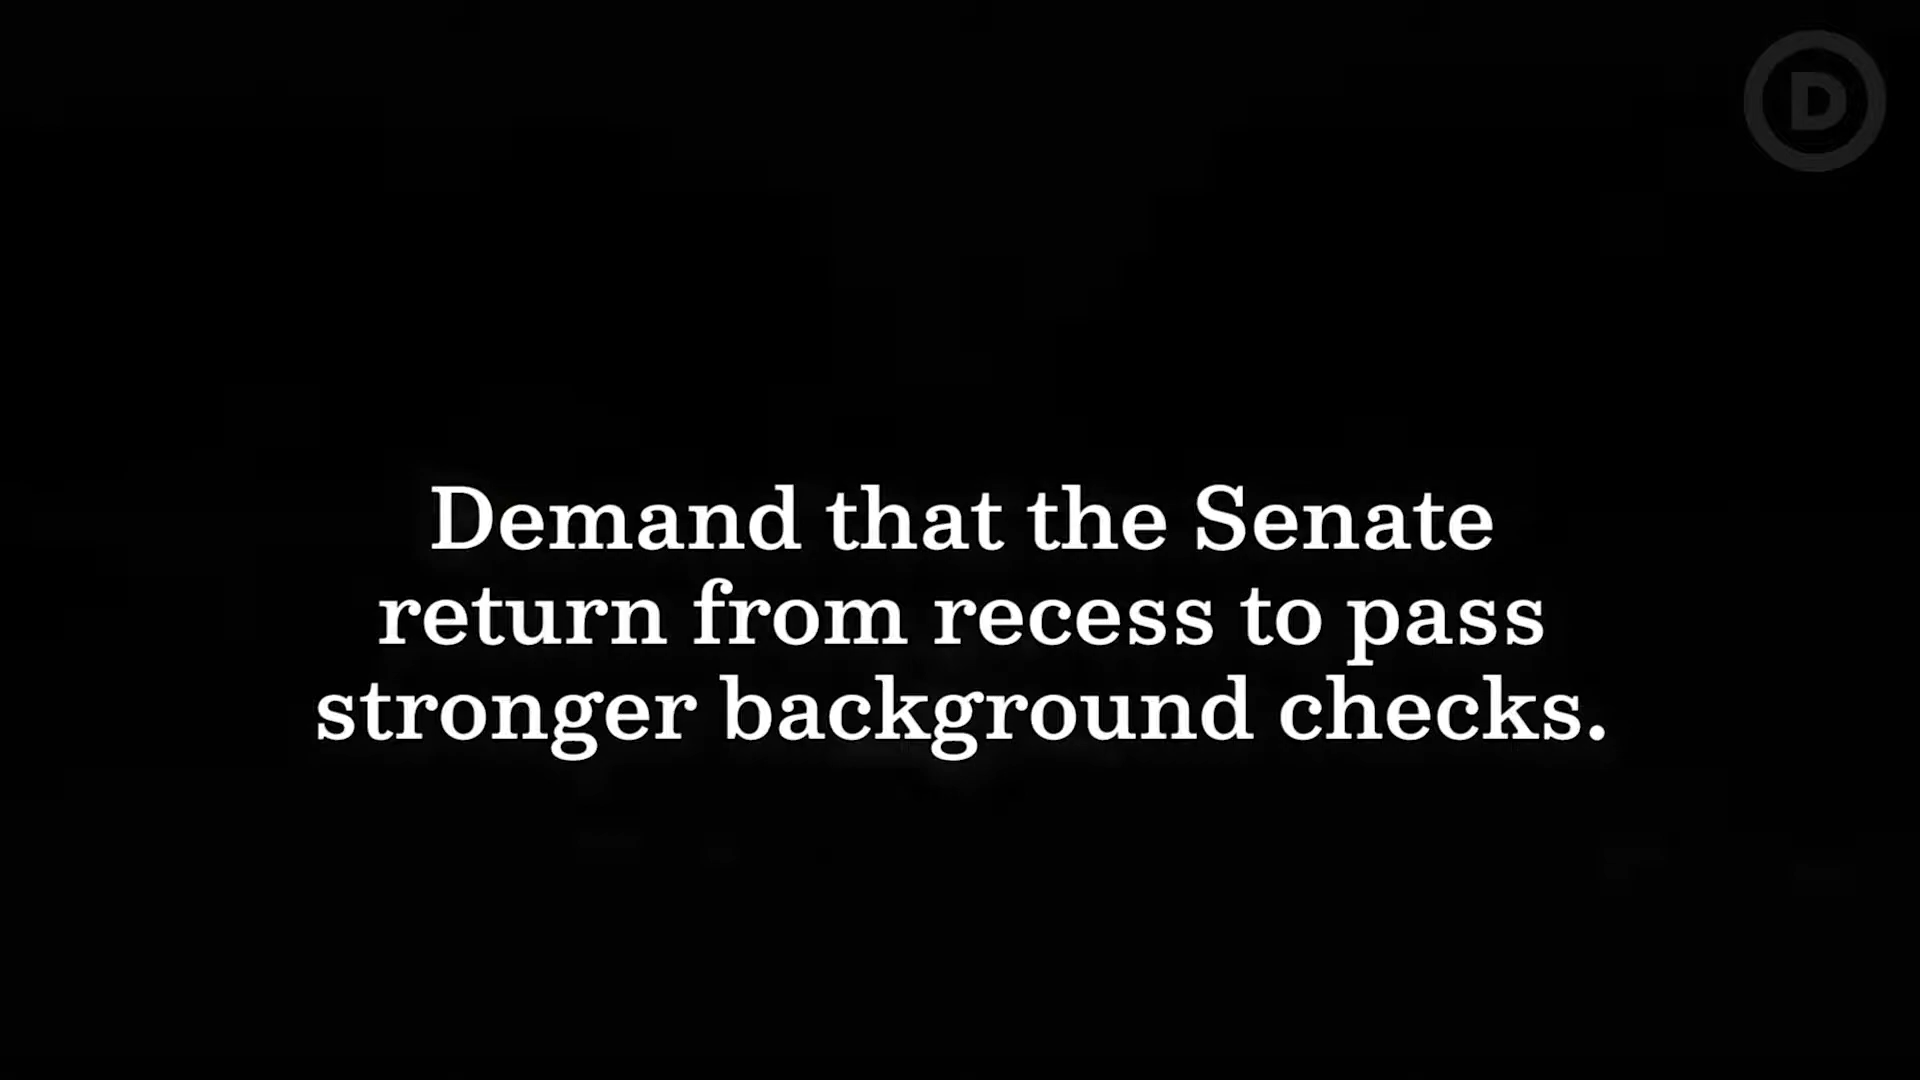 D
Demand that the Senate
return from recess to pass
stronger background checks.